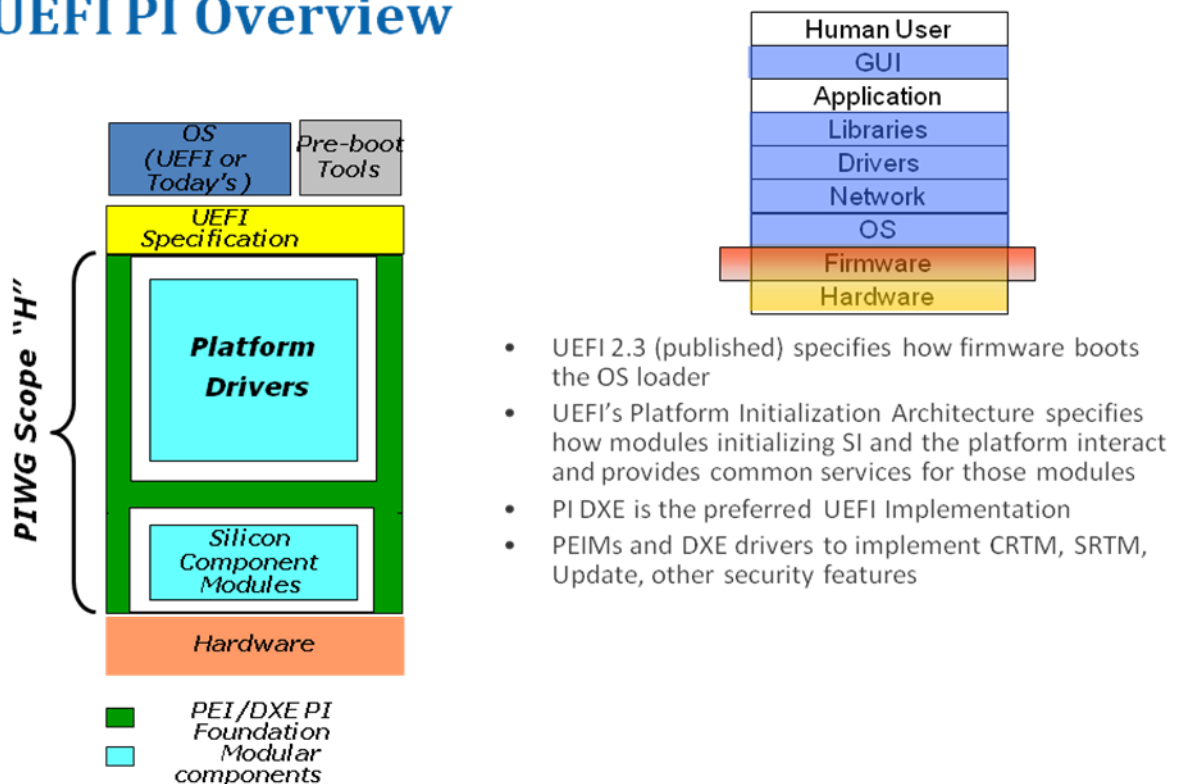 UEFI PI Overview
OS
(UEFI or
Today's)
Pre-boot
Tools
UEFI
Specification
PIWG Scope "H"
Platform
Drivers
Silicon
Component
Modules
Hardware
PEI/DXE PI
Foundation
Modular
components
Human User
GUI
Application
Libraries
Drivers
Network
OS
Firmware
Hardware
• UEFI 2.3 (published) specifies how firmware boots
the OS loader
• UEFI's Platform Initialization Architecture specifies
how modules initializing SI and the platform interact
and provides common services for those modules
• PI DXE is the preferred UEFI Implementation
• PEIMs and DXE drivers to implement CRTM, SRTM,
Update, other security features